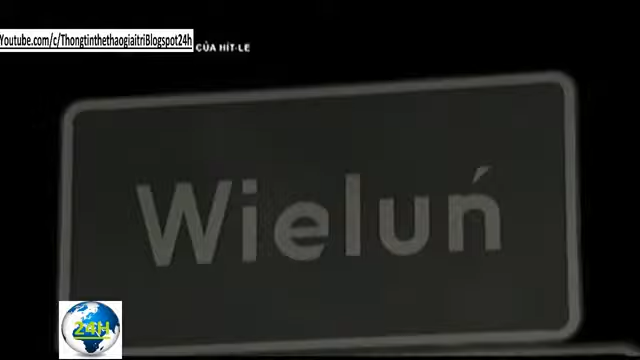 Youtube.com/c/ThongtinthethaogiaitriBlogspot24h
CỦA HÍT-LE
Wieluń
24H